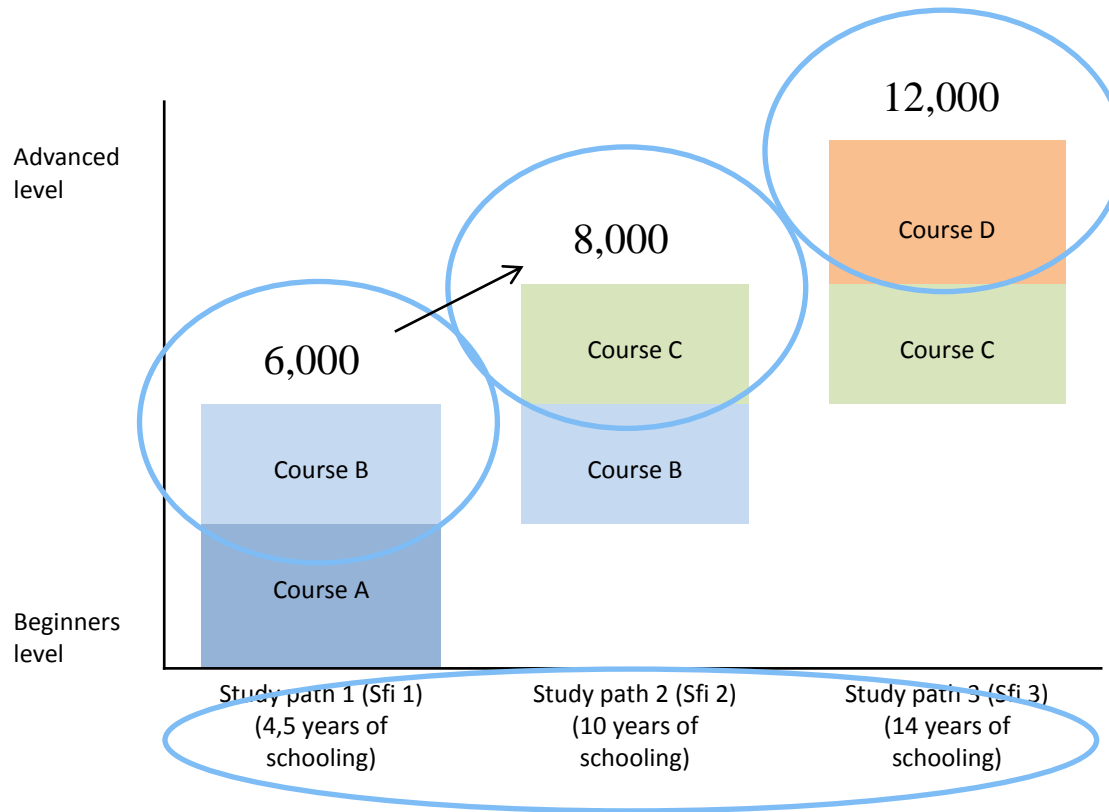 12,000
Advanced
level
Course D
8,000
Course C
Course C
6,000
Course B
Course B
Course A
Beginners
level
Study path 1 (Sfi 1)
(4,5 years of
schooling)
Study path 2 (Sfi 2)
(10 years of
schooling)
Study path 3 (Sfi 3)
(14 years of
schooling)